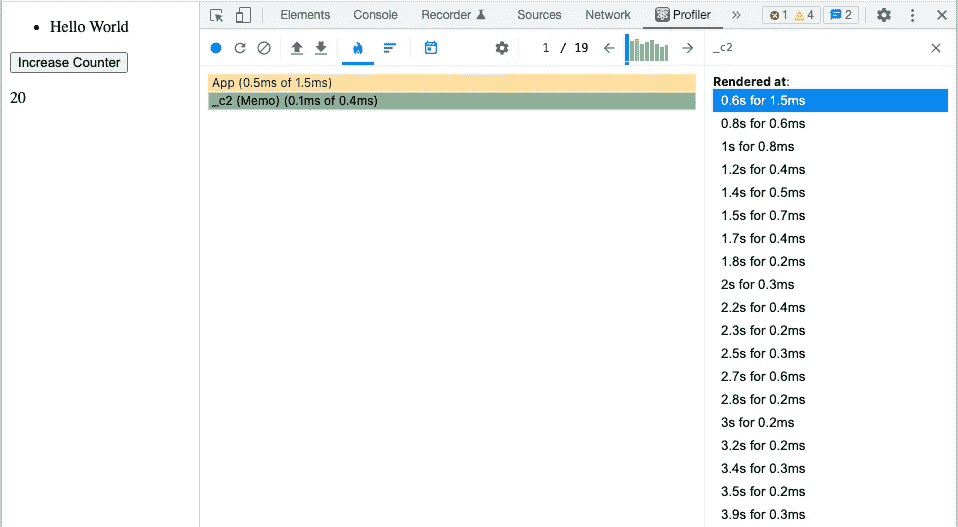 Hello World
Increase Counter
20
Elements Console Recorder Sources Network Profiler » 1 4 2
1 / 19
_c2
App (0.5ms of 1.5ms)
_c2 (Memo) (0.1ms of 0.4ms)
Rendered at:
0.6s for 1.5ms
0.8s for 0.6ms
1s for 0.8ms
1.2s for 0.4ms
1.4s for 0.5ms
1.5s for 0.7ms
1.7s for 0.4ms
1.8s for 0.2ms
2s for 0.3ms
2.2s for 0.4ms
2.3s for 0.2ms
2.5s for 0.3ms
2.7s for 0.6ms
2.8s for 0.2ms
3s for 0.2ms
3.2s for 0.2ms
3.4s for 0.3ms
3.5s for 0.2ms
3.9s for 0.3ms